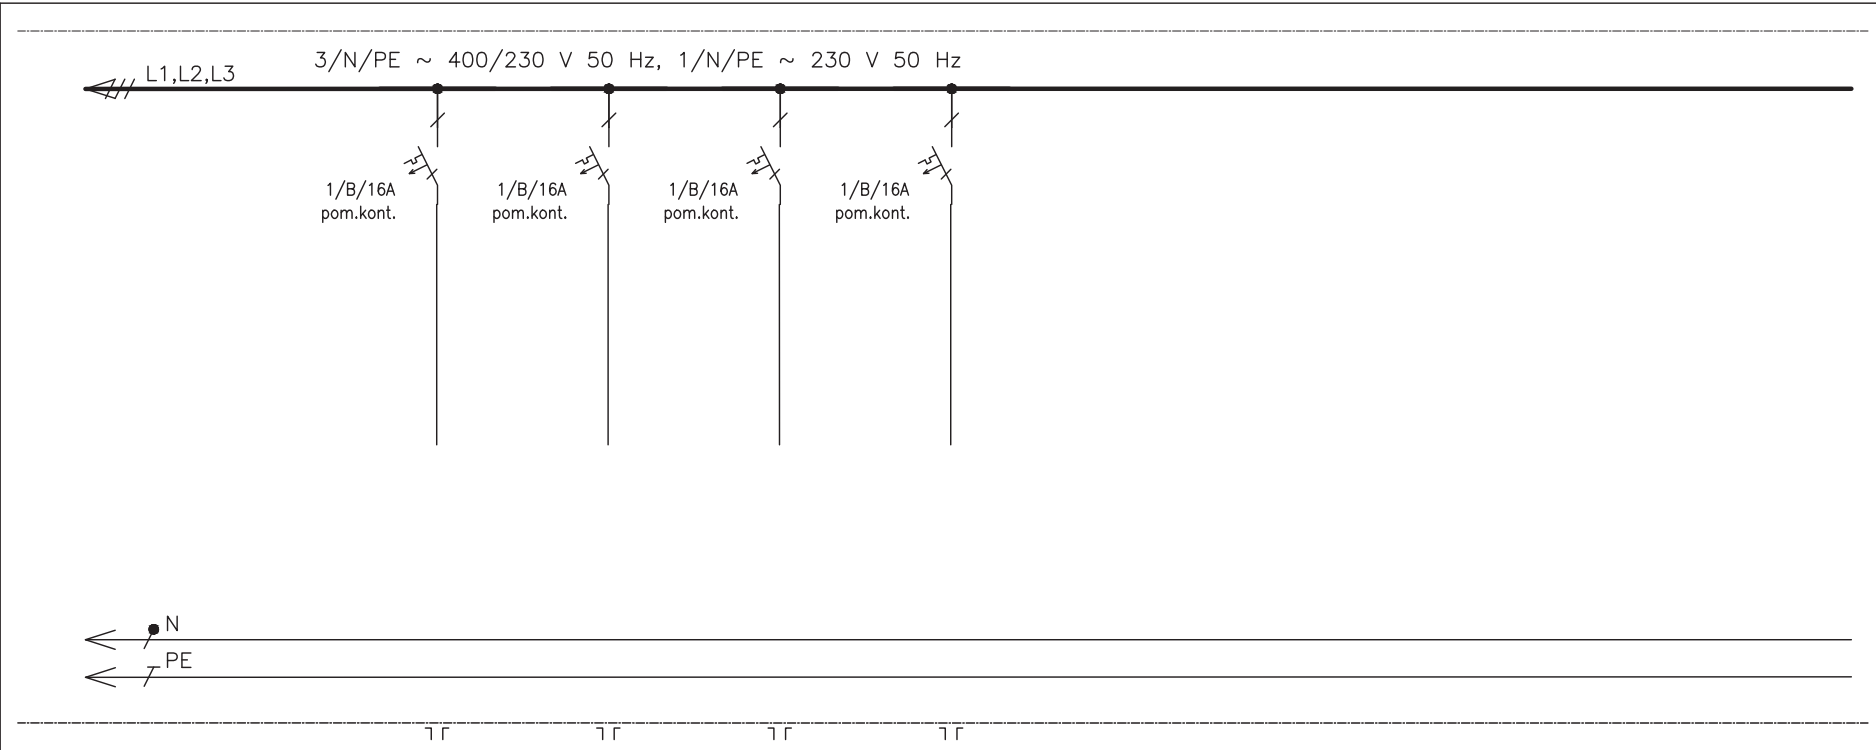 3/N/PE ~ 400/230 V 50 Hz, 1/N/PE ~ 230 V 50 Hz
L1,L2,L3
1/B/16A
pom.kont.
1/B/16A
pom.kont.
1/B/16A
pom.kont.
1/B/16A
pom.kont.
N
PE